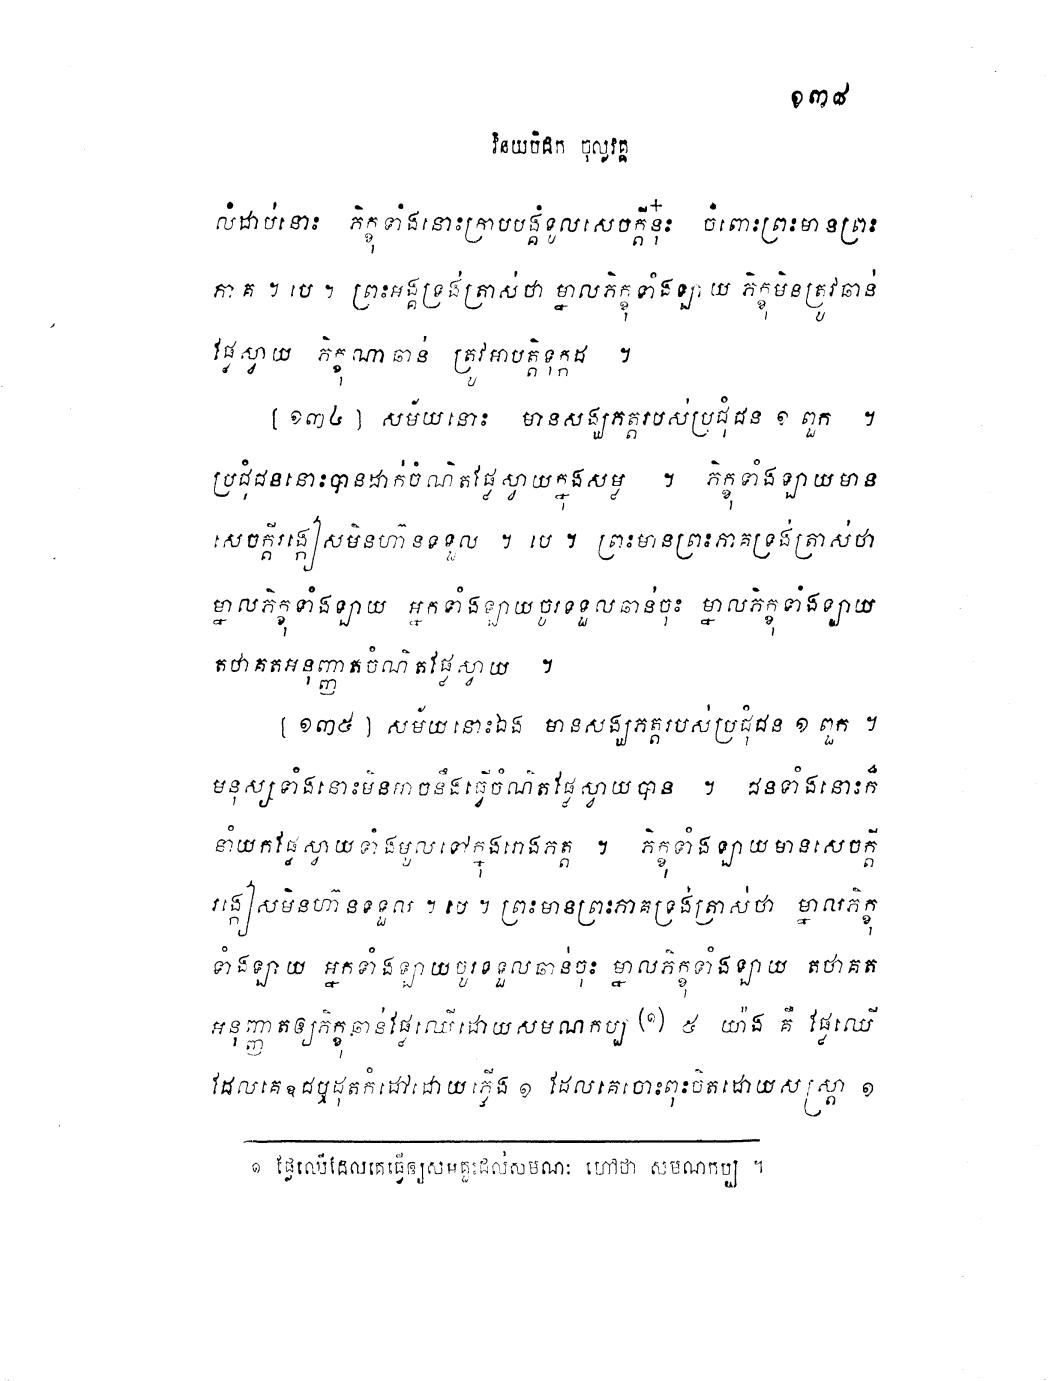 ១៣៨
វិនយបិដក ចុល្លវគ្គ
លំដាប់នោះ ភិក្ខុទាំងនោះក្រាបបង្គំទូលសេចក្តីនុ៎ះ ចំពោះព្រះមានព្រះ
ភាគ ។ បេ ។ ព្រះអង្គទ្រង់ត្រាស់ថា ម្នាលភិក្ខុទាំងឡាយ ភិក្ខុមិនត្រូវឆាន់
ផ្លែស្វាយ ភិក្ខុណាឆាន់ ត្រូវអាបត្តិទុក្កដ ។
[ ១៣៤ ] សម័យនោះ មានសង្ឃភត្តរបស់ប្រជុំជន ១ ពួក ។
ប្រជុំជននោះបានដាក់ចំណិតផ្លែស្វាយក្នុងសម្ល ។ ភិក្ខុទាំងឡាយមាន
សេចក្តីរង្កៀសមិនហ៊ានទទួល ។ បេ ។ ព្រះមានព្រះភាគទ្រង់ត្រាស់ថា
ម្នាលភិក្ខុទាំងឡាយ អ្នកទាំងឡាយចូរទទួលឆាន់ចុះ ម្នាលភិក្ខុទាំងឡាយ
តថាគតអនុញ្ញាតចំណិតផ្លែស្វាយ ។
[ ១៣៥ ] សម័យនោះឯង មានសង្ឃភត្តរបស់ប្រជុំជន ១ ពួក ។
មនុស្សទាំងនោះមិនអាចនឹងធ្វើចំណិតផ្លែស្វាយបាន ។ ជនទាំងនោះក៏
នាំយកផ្លែស្វាយទាំងមូលទៅក្នុងរោងភត្ត ។ ភិក្ខុទាំងឡាយមានសេចក្តី
រង្កៀសមិនហ៊ានទទួល ។ បេ ។ ព្រះមានព្រះភាគទ្រង់ត្រាស់ថា ម្នាលភិក្ខុ
ទាំងឡាយ អ្នកទាំងឡាយចូរទទួលឆាន់ចុះ ម្នាលភិក្ខុទាំងឡាយ តថាគត
អនុញ្ញាតឲ្យភិក្ខុឆាន់ផ្លែឈើដោយសមណកប្ប (១) ៥ យ៉ាង គឺ ផ្លែឈើ
ដែលគេឧជឬដុតកំដៅដោយភ្លើង ១ ដែលគេចោះពុះចិតដោយសស្ត្រា ១
១ ផ្លែឈើដែលគេធ្វើឲ្យសមគួរដល់សមណៈ ហៅថា សមណកប្ប ។